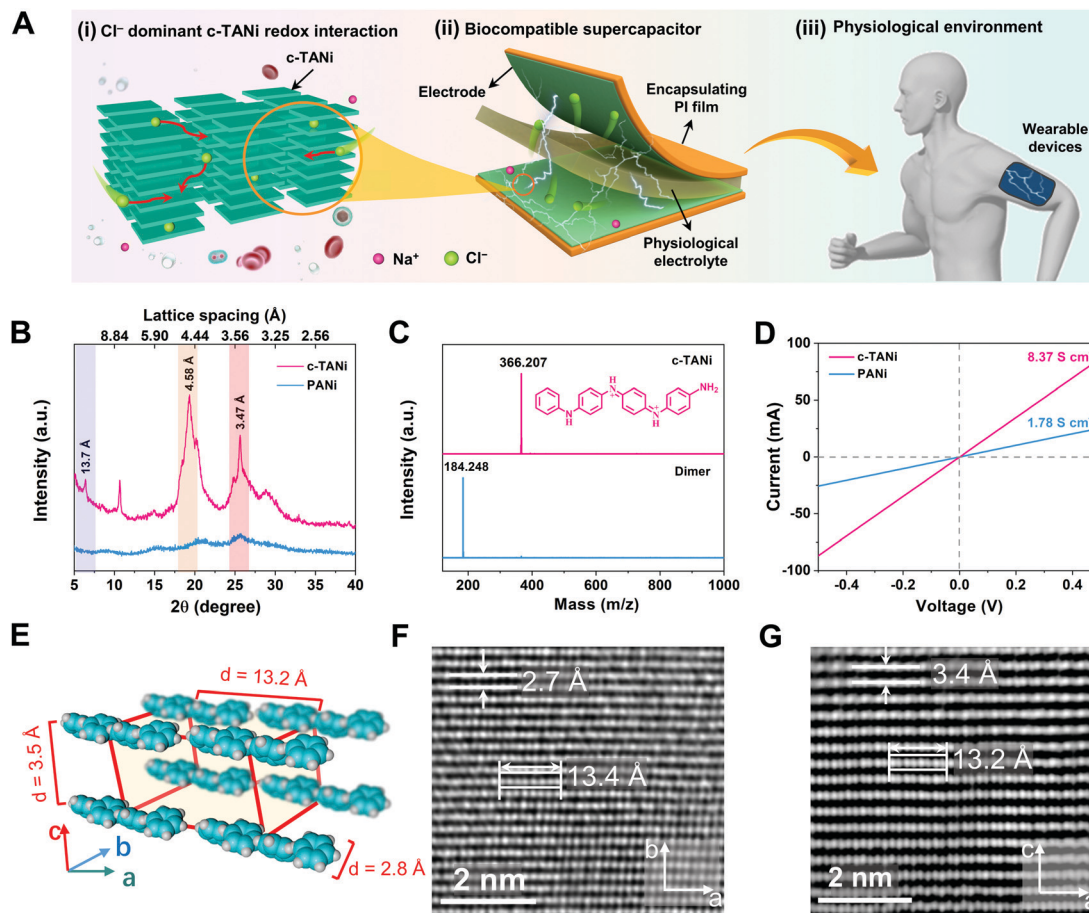 A
(i) Cl⁻ dominant c-TANi redox interaction
c-TANi
Na⁺
Cl⁻
(ii) Biocompatible supercapacitor
Electrode
Encapsulating
PI film
Physiological
electrolyte
(iii) Physiological environment
Wearable
devices
B
Lattice spacing (Å)
8.84 5.90 4.44 3.56 3.25 2.56
c-TANi
PANi
13.7 Å
4.58 Å
3.47 Å
Intensity (a.u.)
5 10 15 20 25 30 35 40
2θ (degree)
C
c-TANi
366.207
H
N
+
NH₂
N
H
N
+
H
Dimer
184.248
Intensity (a.u.)
200 400 600 800 1000
Mass (m/z)
D
c-TANi
PANi
8.37 S cm
1.78 S cm
Current (mA)
100
50
0
-50
-100
-0.4 -0.2 0.0 0.2 0.4
Voltage (V)
E
d = 13.2 Å
d = 3.5 Å
d = 2.8 Å
c
b
a
F
2.7 Å
13.4 Å
2 nm
b
a
G
3.4 Å
13.2 Å
2 nm
c